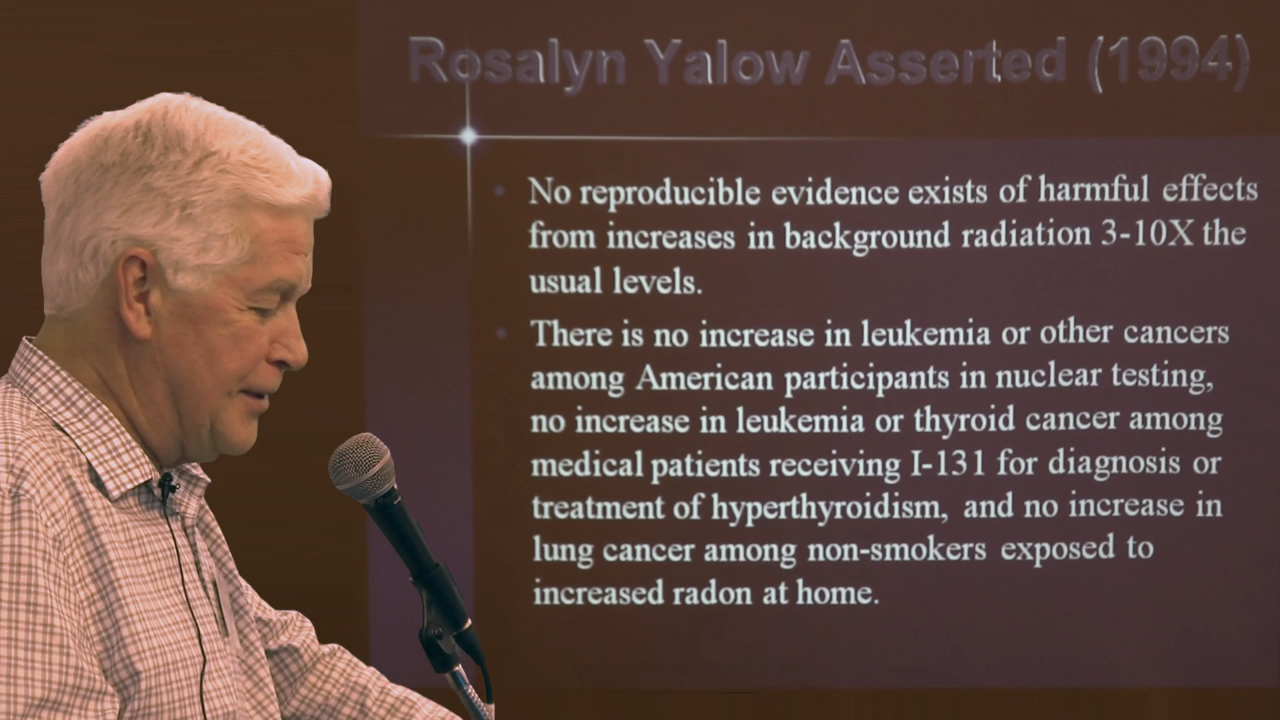 Rosalyn Yalow Asserted (1994)
• No reproducible evidence exists of harmful effects
from increases in background radiation 3-10X the
usual levels.
• There is no increase in leukemia or other cancers
among American participants in nuclear testing,
no increase in leukemia or thyroid cancer among
medical patients receiving I-131 for diagnosis or
treatment of hyperthyroidism, and no increase in
lung cancer among non-smokers exposed to
increased radon at home.